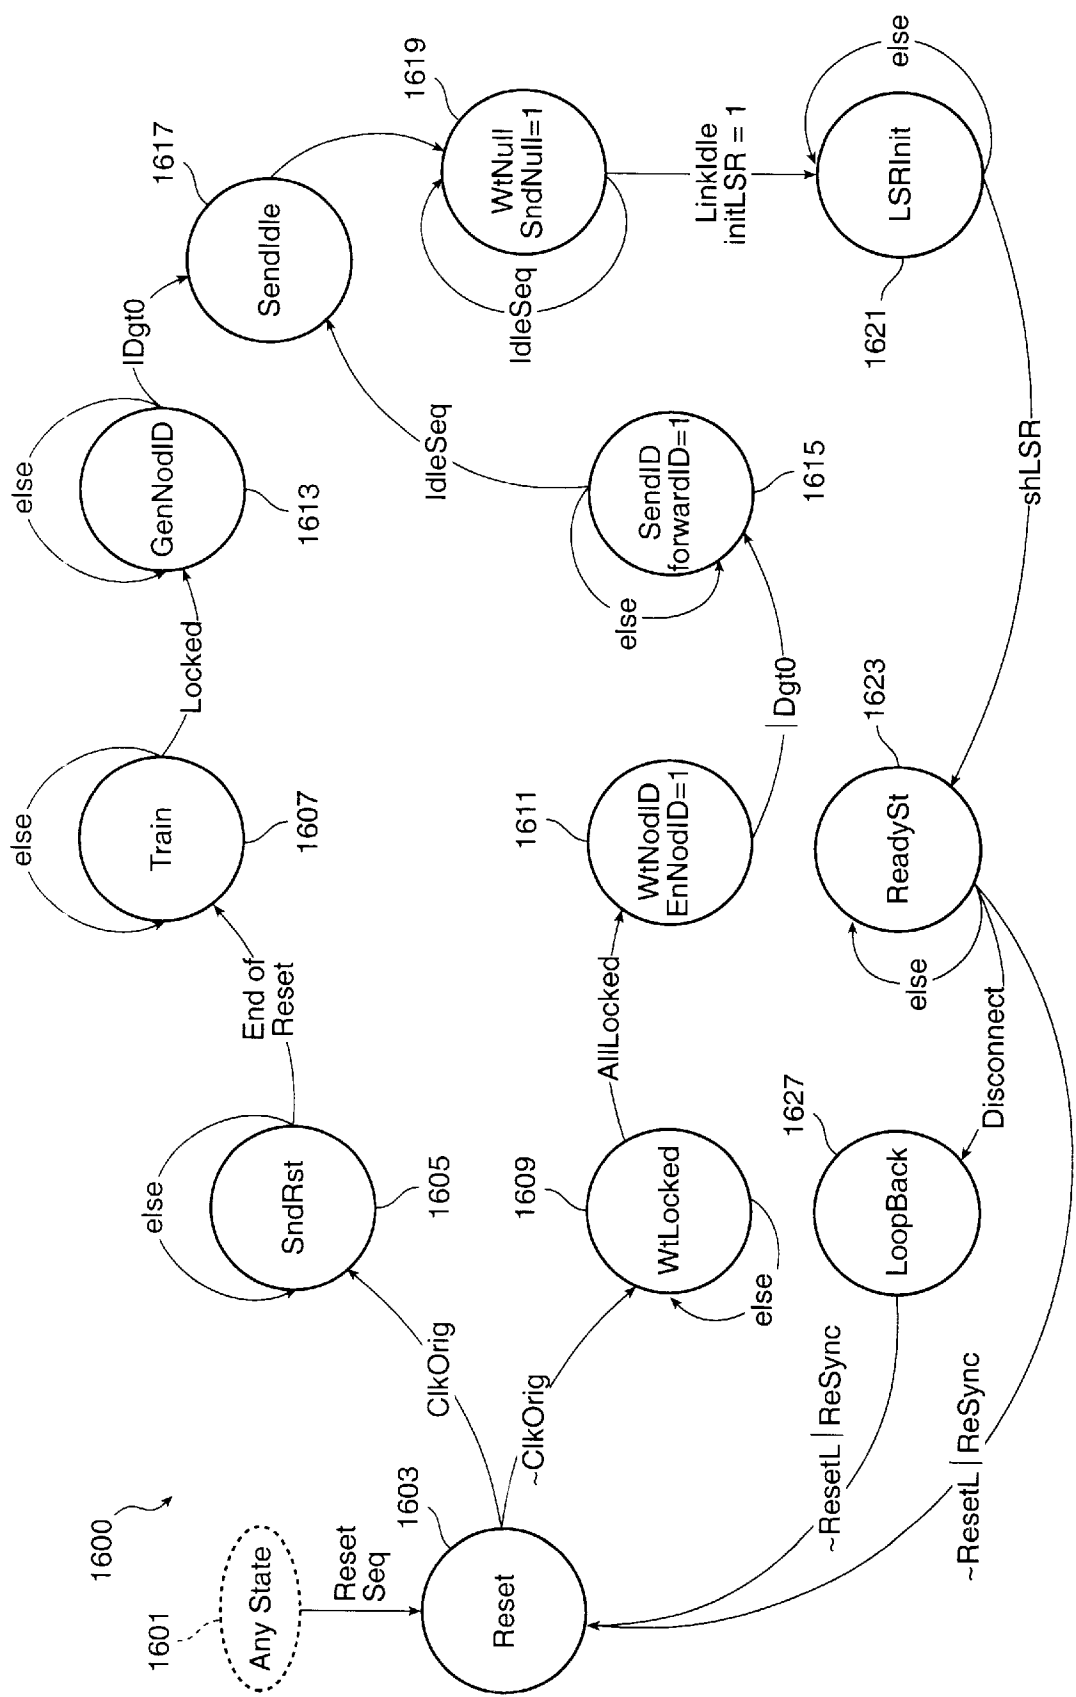 1600
1601
Any State
Reset
Seq
1603
Reset
ClkOrig
~ClkOrig
else
SndRst
1605
End of
Reset
else
Train
1607
Locked
else
GenNodID
1613
IDgt0
1617
SendIdle
1609
WtLocked
else
AllLocked
1611
WtNodID
EnNodID=1
|Dgt0
else
SendID
forwardID=1
1615
IdleSeq
1619
WtNull
SndNull=1
IdleSeq
LinkIdle
initLSR = 1
1621
LSRInit
else
shLSR
1623
ReadySt
else
Disconnect
1627
LoopBack
~ResetL | ReSync
~ResetL | ReSync